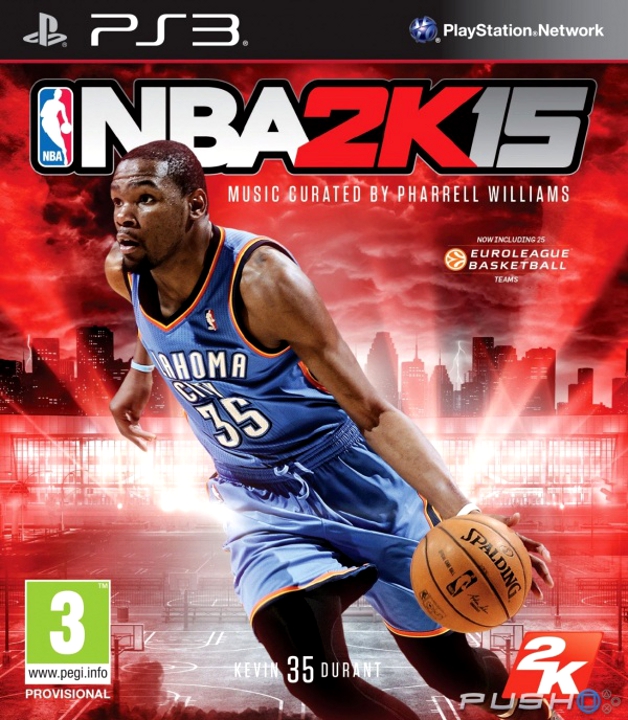 PS3
PlayStation®Network
NBA
NBA2K15
MUSIC CURATED BY PHARRELL WILLIAMS
NOW INCLUDING 25
EUROLEAGUE
BASKETBALL
TEAMS
AHOMA
CITY
35
SPALDING
3
™
www.pegi.info
PROVISIONAL
KEVIN 35 DURANT
2K
PUSH